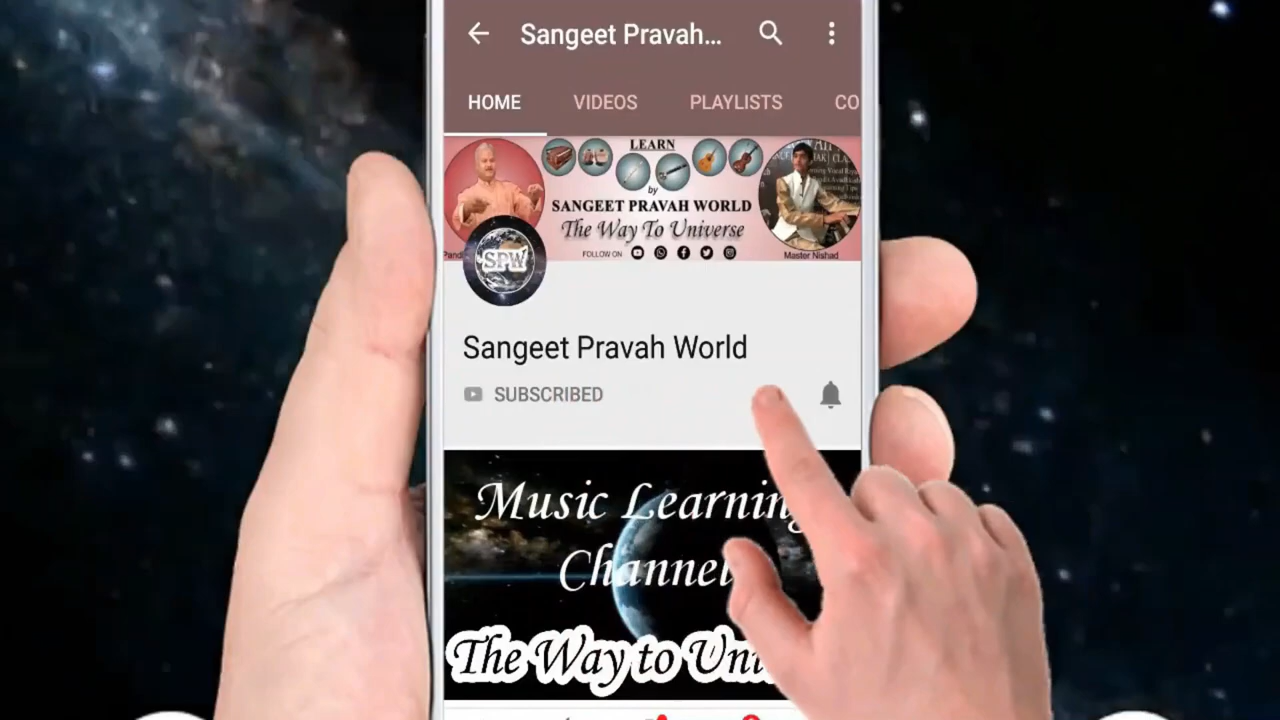 Sangeet Pravah...
HOME VIDEOS PLAYLISTS CO
LEARN
by
SANGEET PRAVAH WORLD
The Way To Universe
FOLLOW ON
Pand
Master Nishad
SPW
Sangeet Pravah World
SUBSCRIBED
Music Learning
Channel
The Way to Uni